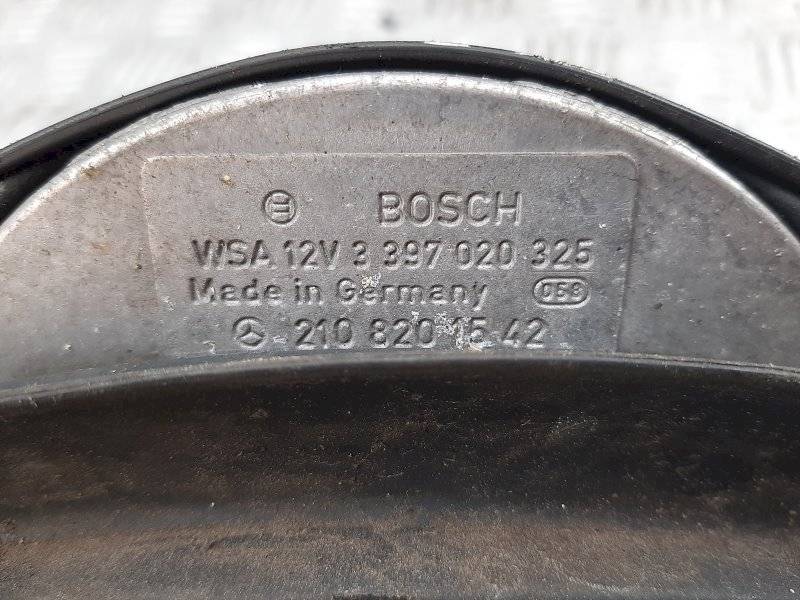 BOSCH
WSA 12V 3 397 020 325
Made in Germany 058
210 820 15 42